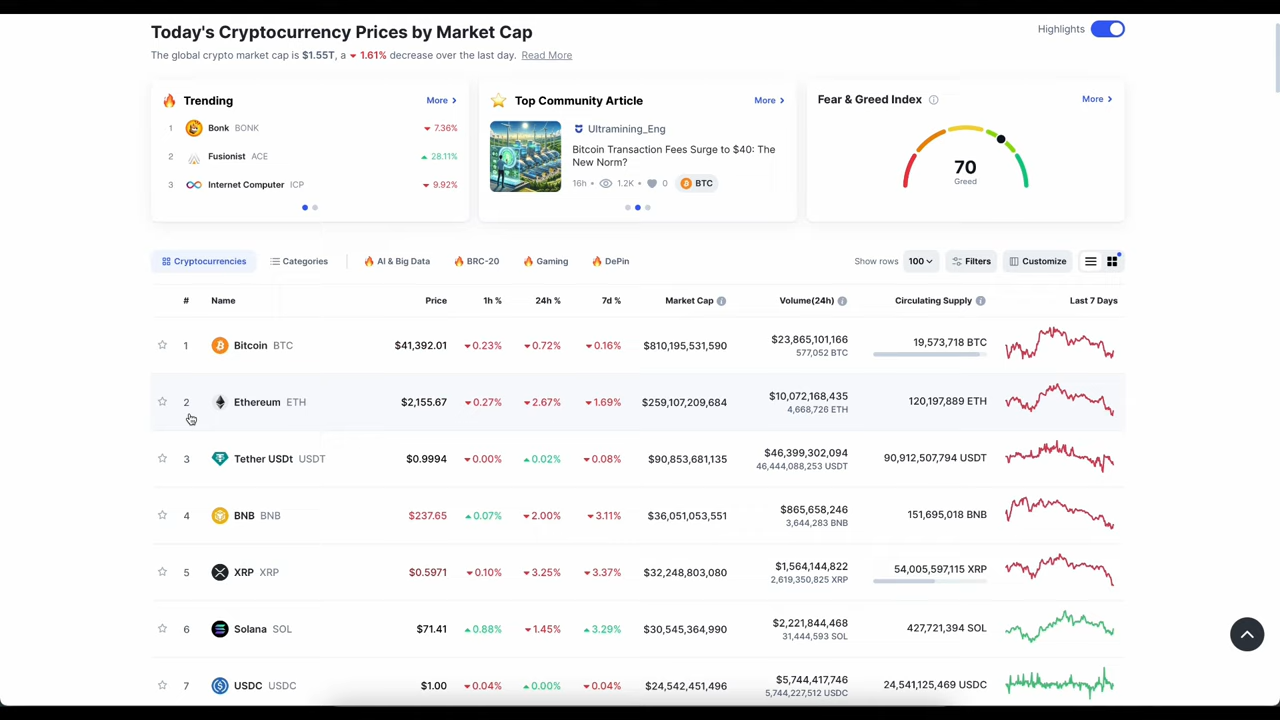 Today's Cryptocurrency Prices by Market Cap
Highlights
The global crypto market cap is $1.55T, a 1.61% decrease over the last day. Read More
Trending
More
1 Bonk BONK 7.36%
2 Fusionist ACE 28.11%
3 Internet Computer ICP 9.92%
Top Community Article
More
Ultramining_Eng
Bitcoin Transaction Fees Surge to $40: The
New Norm?
16h • 1.2K • 0 BTC
Fear & Greed Index
More
70
Greed
Cryptocurrencies Categories AI & Big Data BRC-20 Gaming DePin Show rows 100 Filters Customize
# Name Price 1h % 24h % 7d % Market Cap Volume(24h) Circulating Supply Last 7 Days
1 Bitcoin BTC $41,392.01 0.23% 0.72% 0.16% $810,195,531,590 $23,865,101,166 19,573,718 BTC
577,052 BTC
2 Ethereum ETH $2,155.67 0.27% 2.67% 1.69% $259,107,209,684 $10,072,168,435 120,197,889 ETH
4,668,726 ETH
3 Tether USDt USDT $0.9994 0.00% 0.02% 0.08% $90,853,681,135 $46,399,302,094 90,912,507,794 USDT
46,444,088,253 USDT
4 BNB BNB $237.65 0.07% 2.00% 3.11% $36,051,053,551 $865,658,246 151,695,018 BNB
3,644,283 BNB
5 XRP XRP $0.5971 0.10% 3.25% 3.37% $32,248,803,080 $1,564,144,822 54,005,597,115 XRP
2,619,350,825 XRP
6 Solana SOL $71.41 0.88% 1.45% 3.29% $30,545,364,990 $2,221,844,468 427,721,394 SOL
31,444,593 SOL
7 USDC USDC $1.00 0.04% 0.00% 0.04% $24,542,451,496 $5,744,417,746 24,541,125,469 USDC
5,744,227,512 USDC